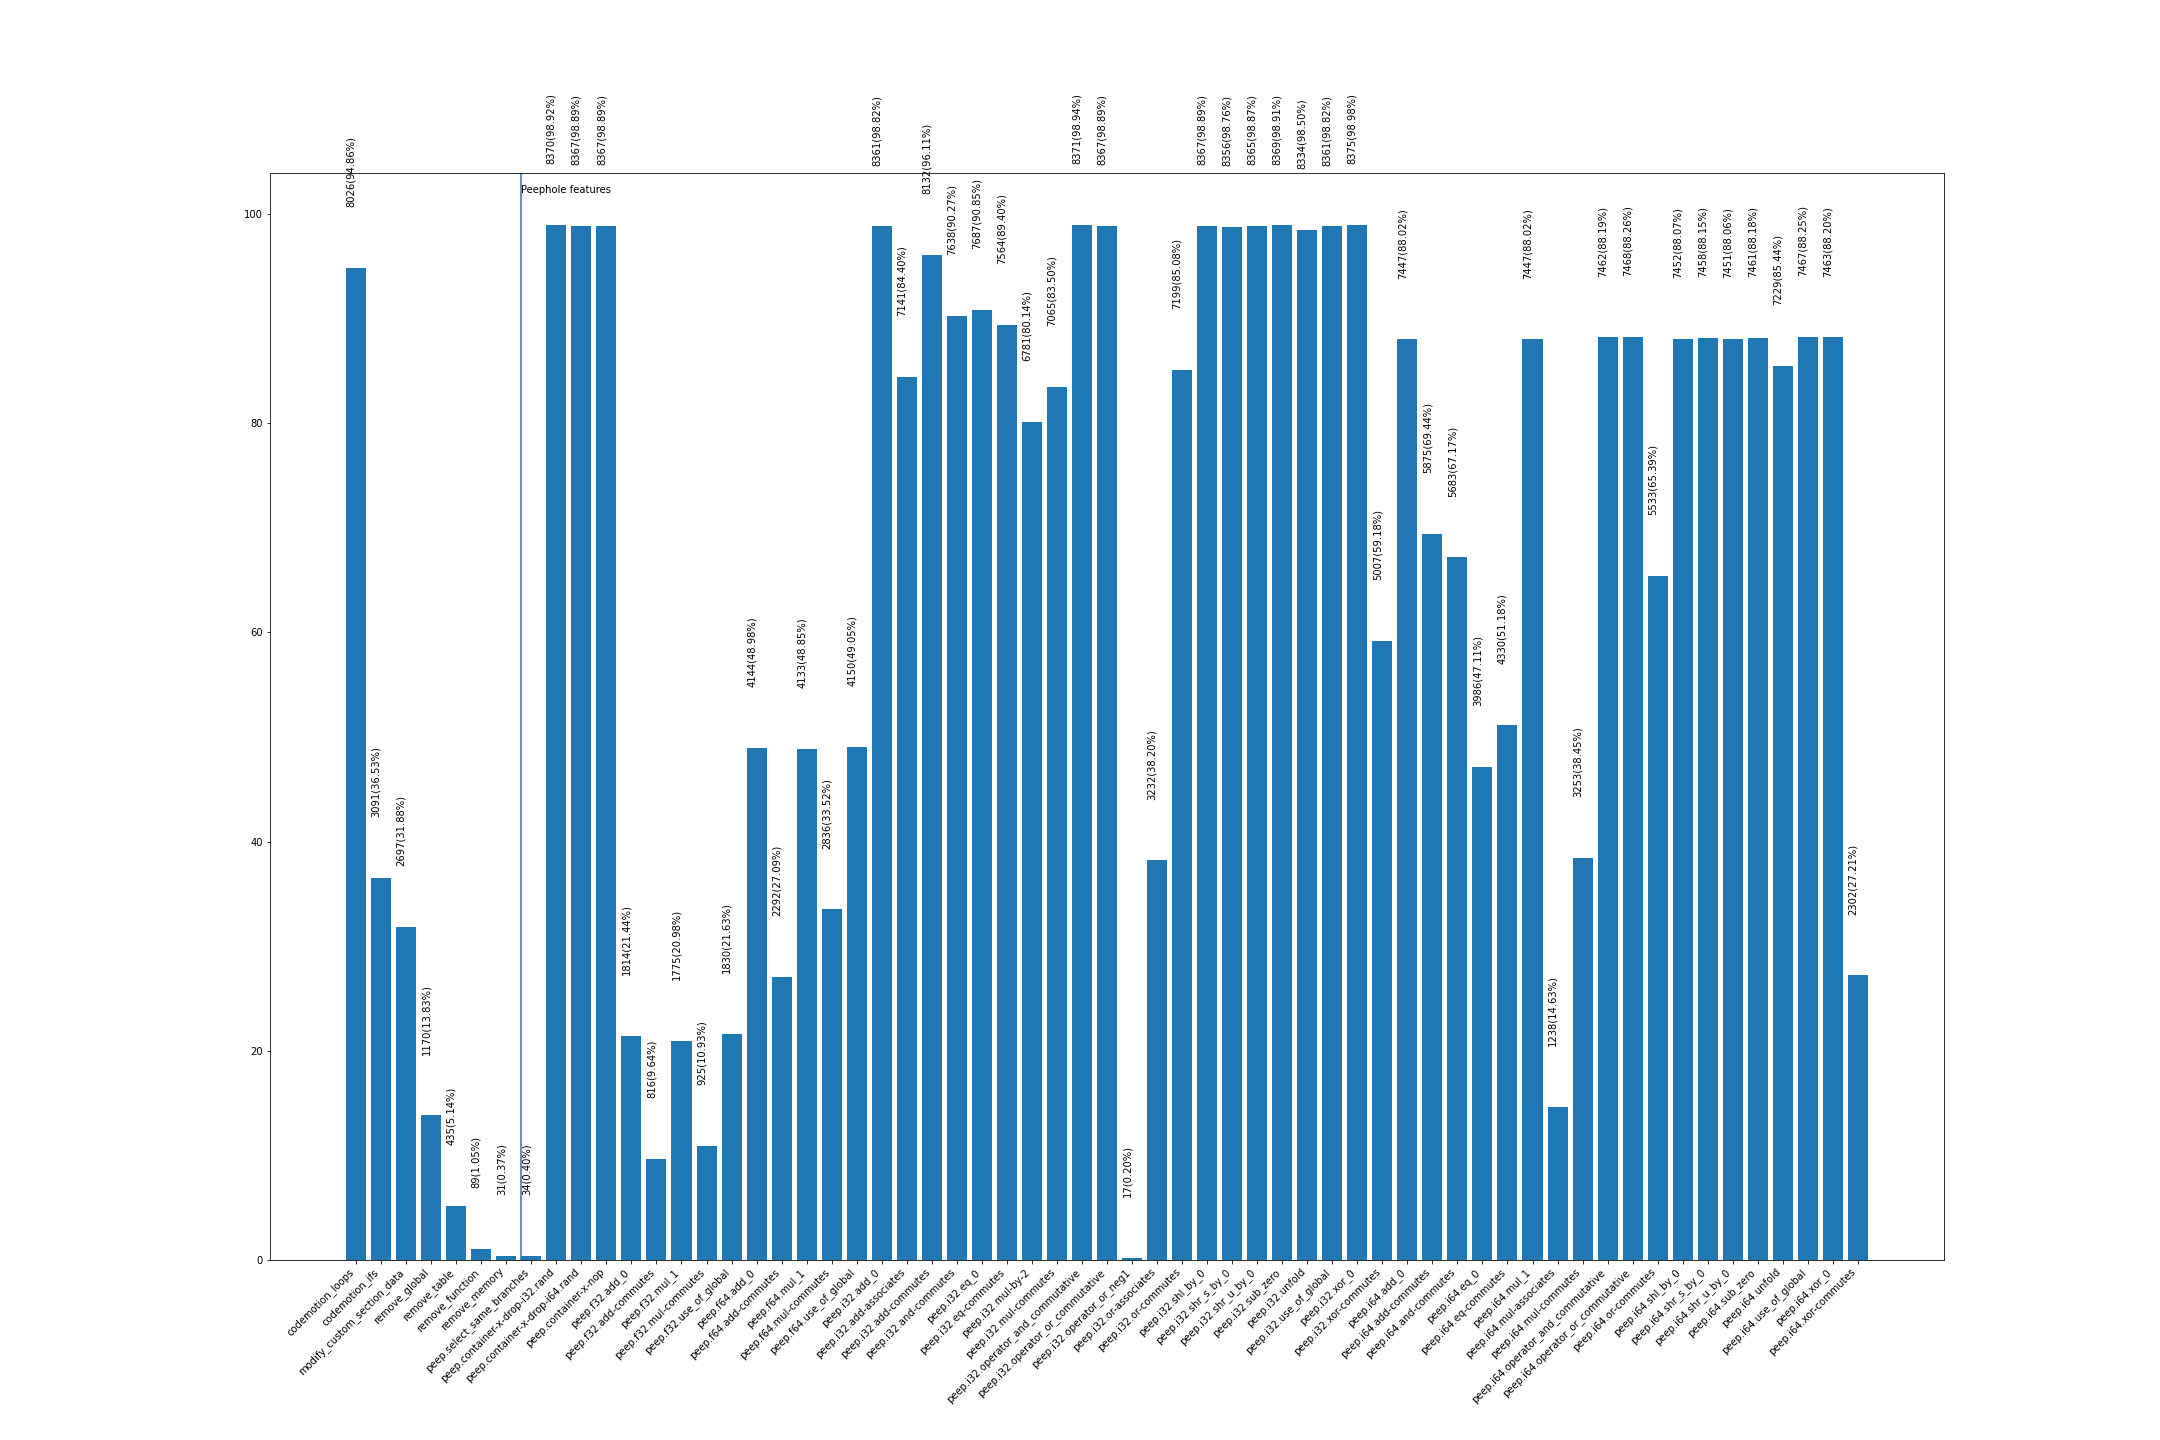 8026(94.86%)
3091(36.53%)
2697(31.88%)
1170(13.83%)
435(5.14%)
89(1.05%)
31(0.37%)
34(0.40%)
8370(98.92%)
8367(98.89%)
8367(98.89%)
1814(21.44%)
816(9.64%)
1775(20.98%)
925(10.93%)
1830(21.63%)
4144(48.98%)
2292(27.09%)
4133(48.85%)
2836(33.52%)
4150(49.05%)
8361(98.82%)
7141(84.40%)
8132(96.11%)
7638(90.27%)
7687(90.85%)
7564(89.40%)
6781(80.14%)
7065(83.50%)
8371(98.94%)
8367(98.89%)
17(0.20%)
3232(38.20%)
7199(85.08%)
8367(98.89%)
8356(98.76%)
8365(98.87%)
8369(98.91%)
8334(98.50%)
8361(98.82%)
8375(98.98%)
5007(59.18%)
7447(88.02%)
5875(69.44%)
5683(67.17%)
3986(47.11%)
4330(51.18%)
7447(88.02%)
1238(14.63%)
3253(38.45%)
7462(88.19%)
7468(88.26%)
5533(65.39%)
7452(88.07%)
7458(88.15%)
7451(88.06%)
7461(88.18%)
7229(85.44%)
7467(88.25%)
7463(88.20%)
2302(27.21%)
Peephole features
100
80
60
40
20
0
codemotion_loops
codemotion_ifs
modify_custom_section_data
remove_global
remove_table
remove_function
remove_memory
peep.select_same_branches
peep.container-x-drop-i32.rand
peep.container-x-drop-i64.rand
peep.container-x-nop
peep.f32.add_0
peep.f32.add-commutes
peep.f32.mul_1
peep.f32.mul-commutes
peep.f32.use_of_global
peep.f64.add_0
peep.f64.add-commutes
peep.f64.mul_1
peep.f64.mul-commutes
peep.f64.use_of_global
peep.i32.add_0
peep.i32.add-associates
peep.i32.add-commutes
peep.i32.and-commutes
peep.i32.eq_0
peep.i32.eq-commutes
peep.i32.mul-by-2
peep.i32.mul-commutes
peep.i32.operator_and_commutative
peep.i32.operator_or_commutative
peep.i32.operator_or_neg1
peep.i32.or-associates
peep.i32.or-commutes
peep.i32.shl_by_0
peep.i32.shr_s_by_0
peep.i32.shr_u_by_0
peep.i32.sub_zero
peep.i32.unfold
peep.i32.use_of_global
peep.i32.xor_0
peep.i32.xor-commutes
peep.i64.add_0
peep.i64.add-commutes
peep.i64.and-commutes
peep.i64.eq_0
peep.i64.eq-commutes
peep.i64.mul_1
peep.i64.mul-associates
peep.i64.mul-commutes
peep.i64.operator_and_commutative
peep.i64.operator_or_commutative
peep.i64.or-commutes
peep.i64.shl_by_0
peep.i64.shr_s_by_0
peep.i64.shr_u_by_0
peep.i64.sub_zero
peep.i64.unfold
peep.i64.use_of_global
peep.i64.xor_0
peep.i64.xor-commutes